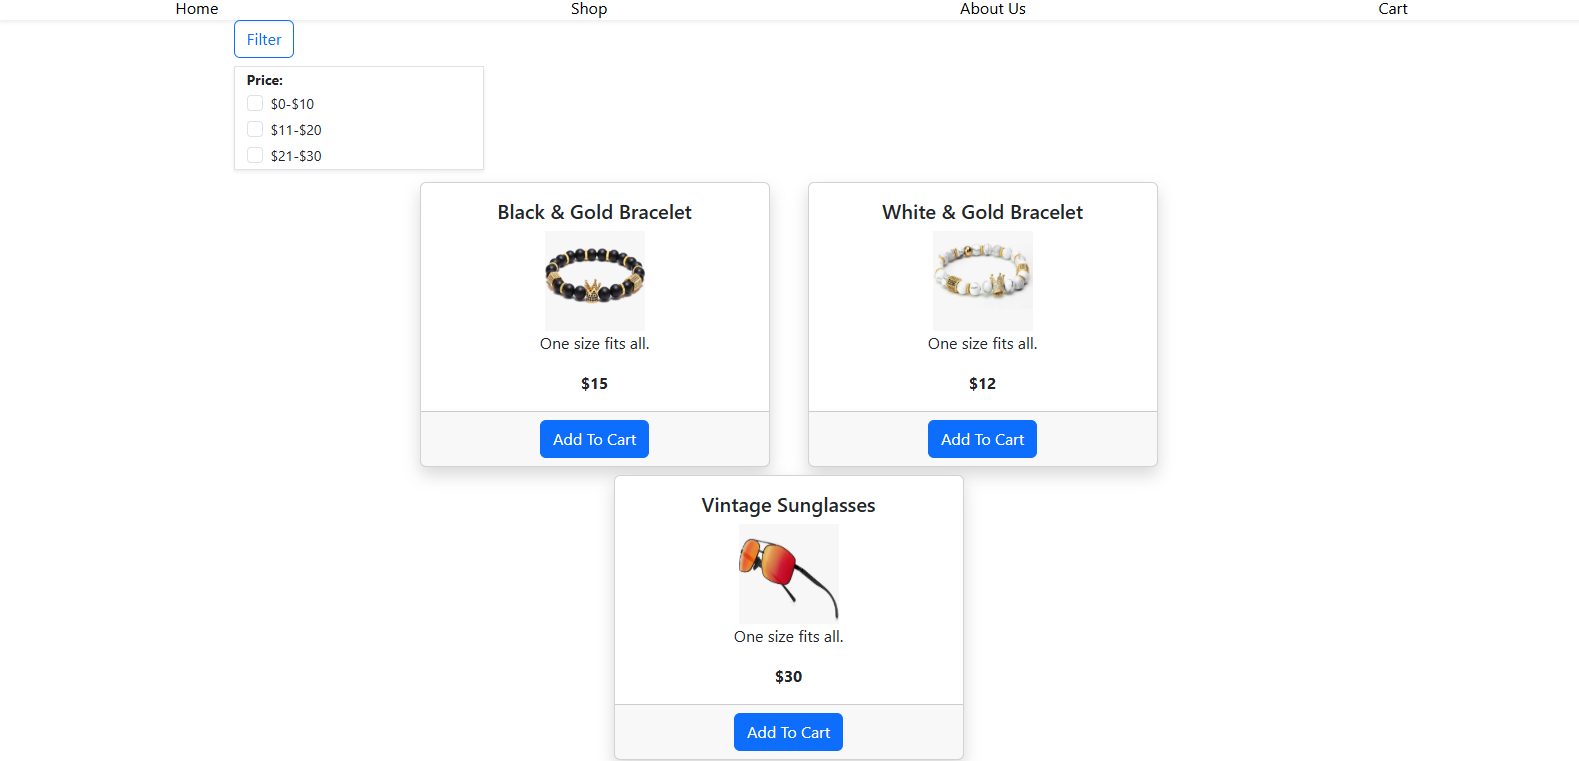 Home Shop About Us Cart
Filter
Price:
$0-$10
$11-$20
$21-$30
Black & Gold Bracelet
One size fits all.
$15
Add To Cart
White & Gold Bracelet
One size fits all.
$12
Add To Cart
Vintage Sunglasses
One size fits all.
$30
Add To Cart